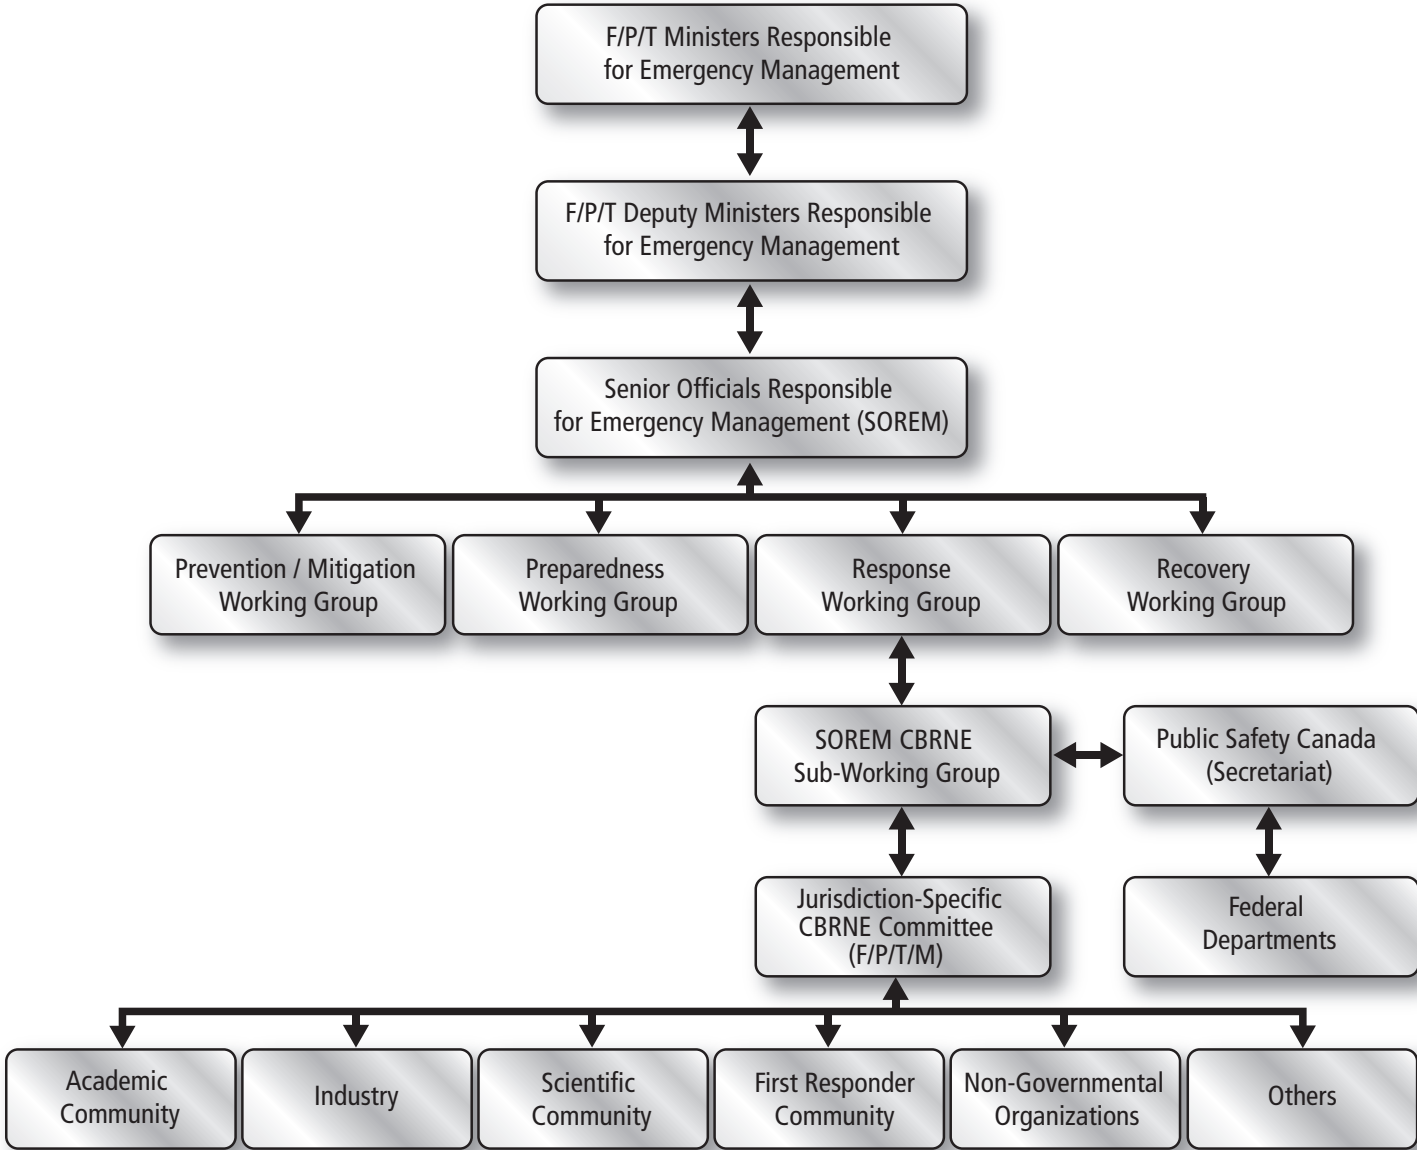 F/P/T Ministers Responsible
for Emergency Management
F/P/T Deputy Ministers Responsible
for Emergency Management
Senior Officials Responsible
for Emergency Management (SOREM)
Prevention / Mitigation
Working Group
Preparedness
Working Group
Response
Working Group
Recovery
Working Group
SOREM CBRNE
Sub-Working Group
Public Safety Canada
(Secretariat)
Jurisdiction-Specific
CBRNE Committee
(F/P/T/M)
Federal
Departments
Academic
Community
Industry
Scientific
Community
First Responder
Community
Non-Governmental
Organizations
Others